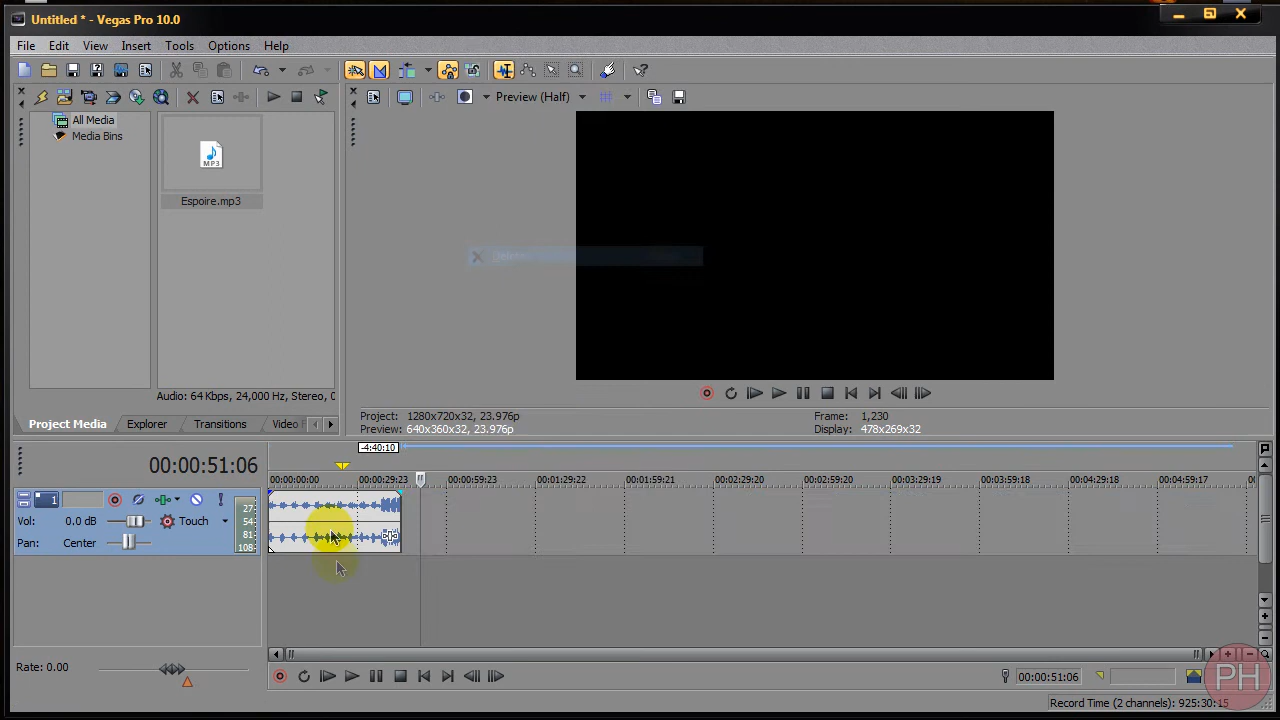 Untitled * - Vegas Pro 10.0
File Edit View Insert Tools Options Help
Preview (Half)
All Media
Media Bins
MP3
Espoire.mp3
Audio: 64 Kbps, 24,000 Hz, Stereo, 0
Project Media Explorer Transitions Video
Project: 1280x720x32, 23.976p
Preview: 640x360x32, 23.976p
Frame: 1,230
Display: 478x269x32
-4:40:10
00:00:51:06
00:00:00:00 00:00:29:23 00:00:59:23 00:01:29:22 00:01:59:21 00:02:29:20 00:02:59:20 00:03:29:19 00:03:59:18 00:04:29:18 00:04:59:17
1
Vol: 0.0 dB Touch
Pan: Center
27
54
81
108
Rate: 0.00
00:00:51:06
PH
Record Time (2 channels): 925:30:15